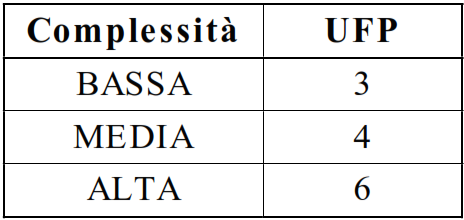 Complessità UFP
BASSA 3
MEDIA 4
ALTA 6